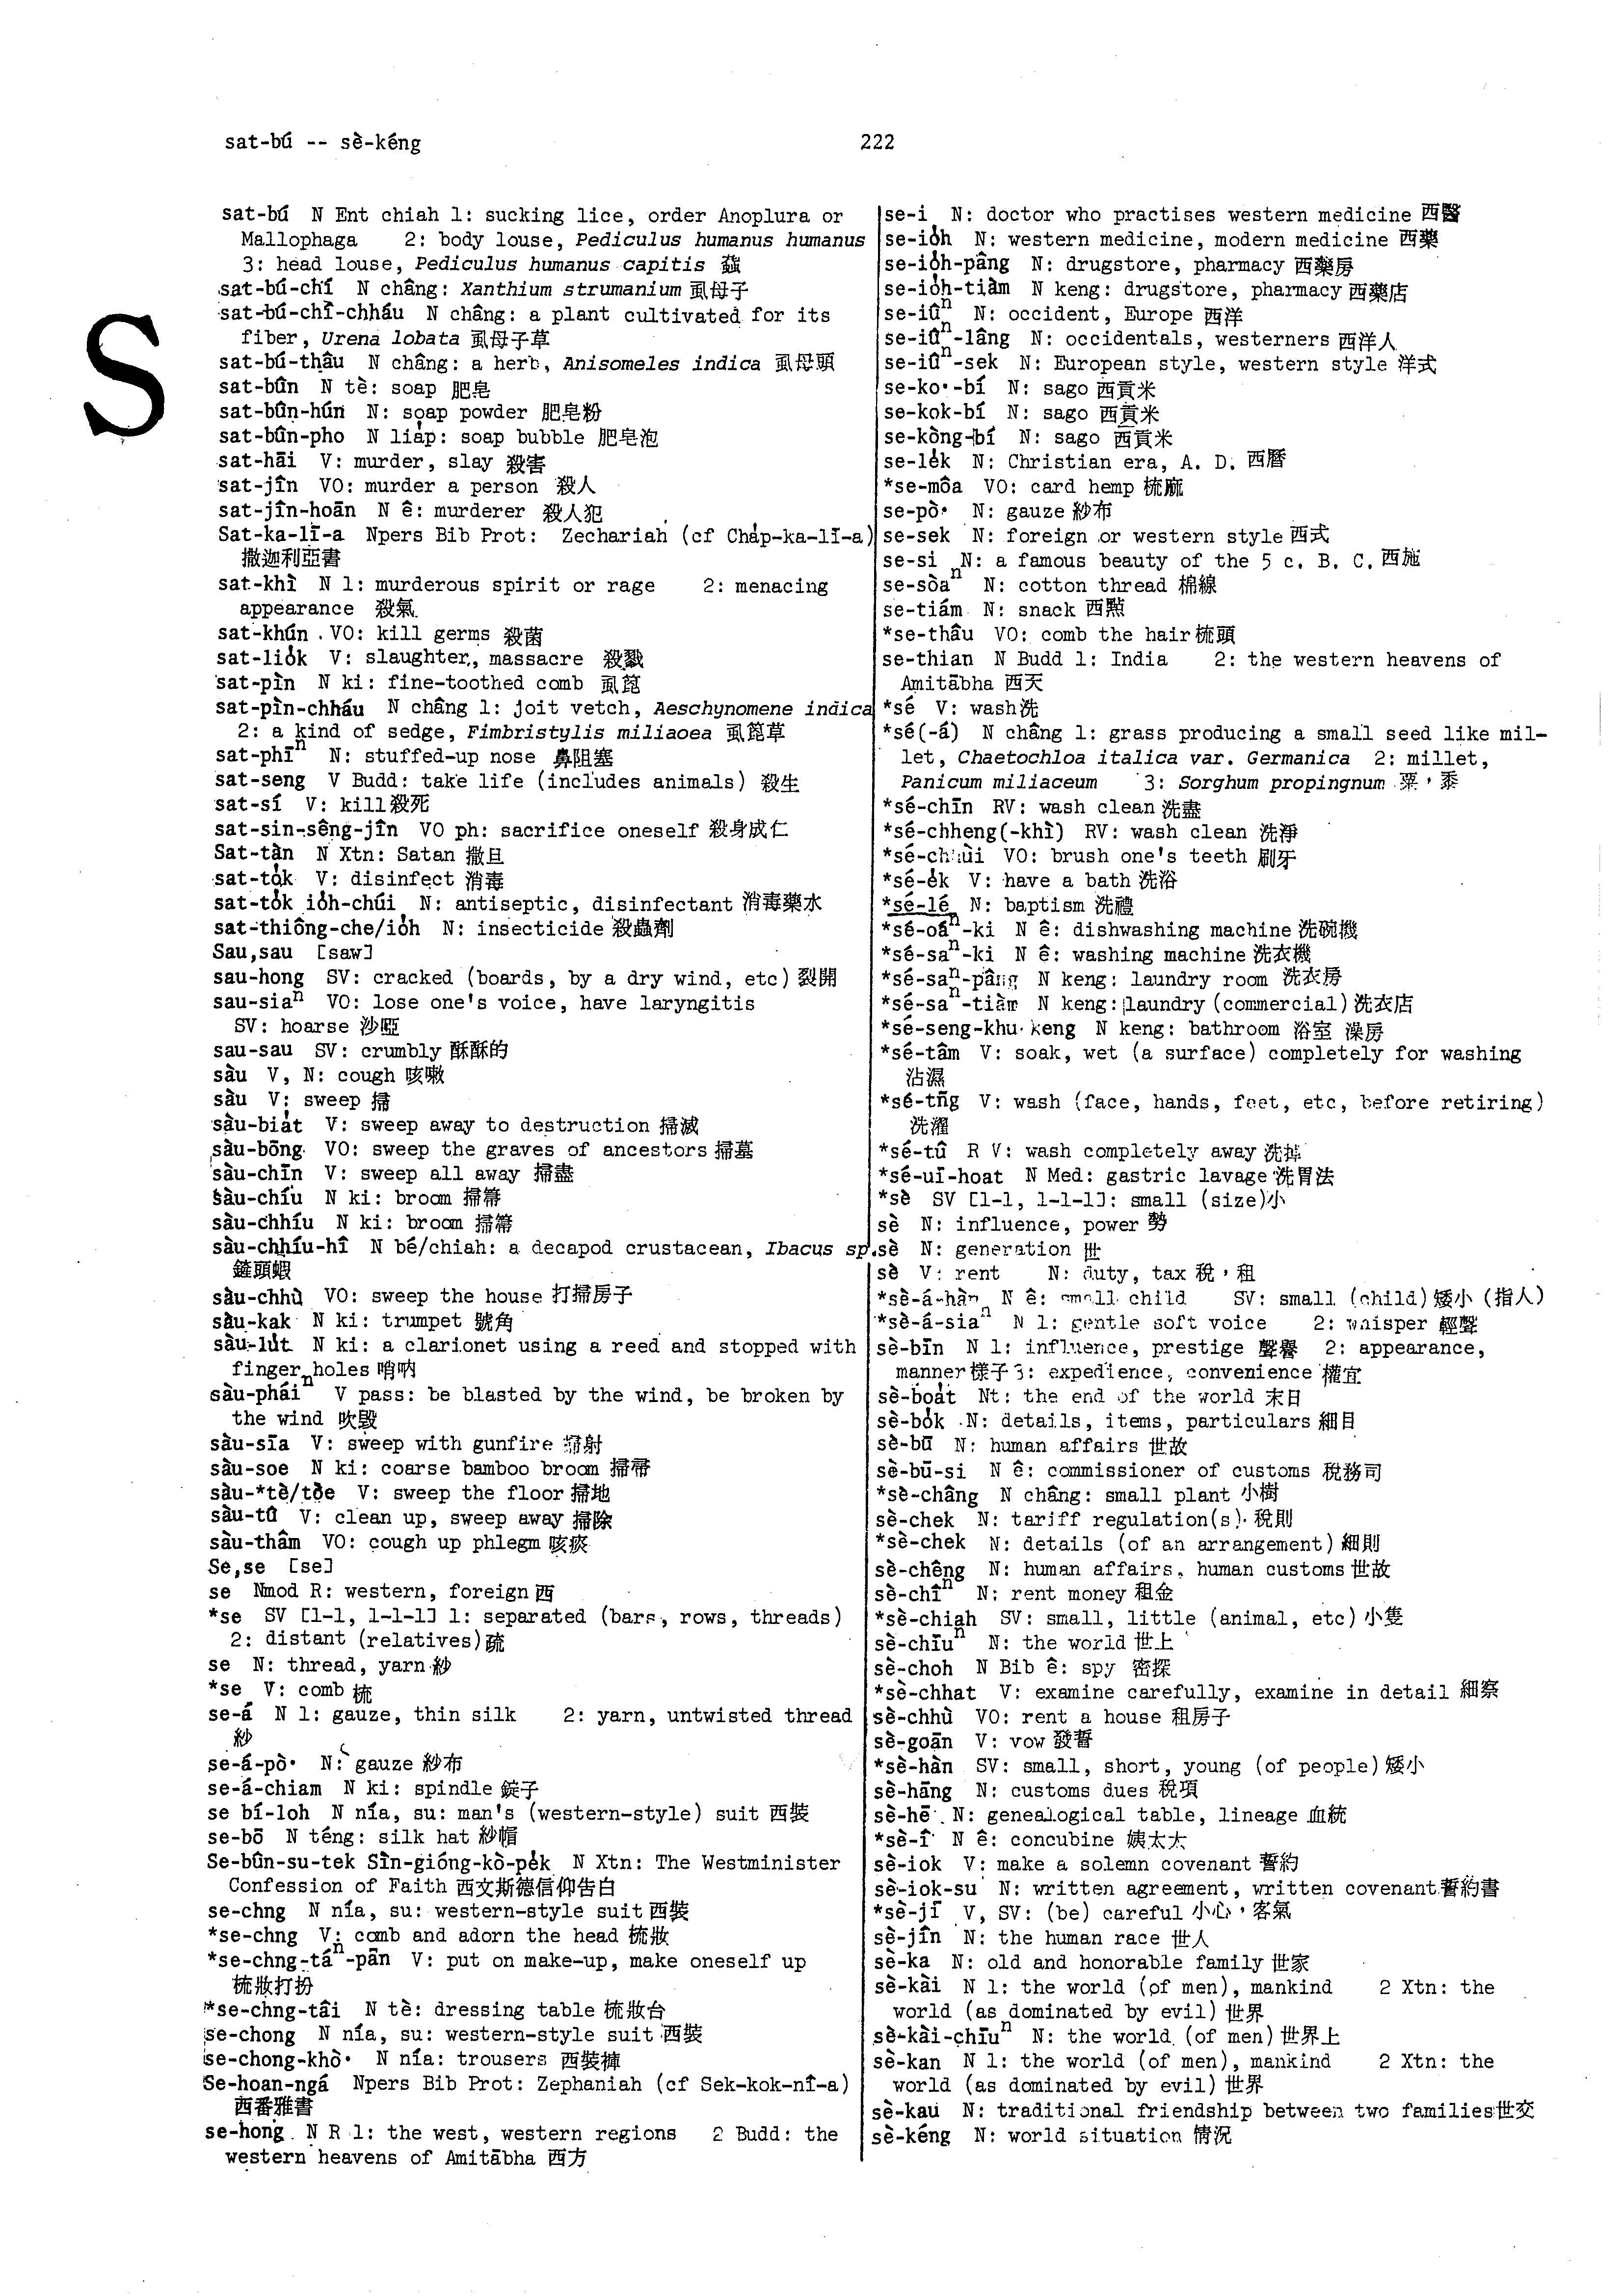 sat-bú -- sè-kéng
222
S
sat-bú N Ent chiah 1: sucking lice, order Anoplura or
Mallophaga 2: body louse, Pediculus humanus humanus
3: head louse, Pediculus humanus capitis 蝨
sat-bú-chí N châng: Xanthium strumanium 虱母子
sat-bú-chí-chháu N châng: a plant cultivated for its
fiber, Urena lobata 虱母子草
sat-bú-thâu N châng: a herb, Anisomeles indica 虱母頭
sat-bûn N tè: soap 肥皂
sat-bûn-hún N: soap powder 肥皂粉
sat-bûn-pho N lia̍p: soap bubble 肥皂泡
sat-hāi V: murder, slay 殺害
sat-jîn VO: murder a person 殺人
sat-jîn-hoān N ê: murderer 殺人犯
Sat-ka-lī-a Npers Bib Prot: Zechariah (cf Cha̍p-ka-lī-a)
撒迦利亞書
sat-khì N 1: murderous spirit or rage 2: menacing
appearance 殺氣
sat-khún VO: kill germs 殺菌
sat-lio̍k V: slaughter, massacre 殺戮
sat-pìn N ki: fine-toothed comb 虱篦
sat-pìn-chháu N châng 1: joit vetch, Aeschynomene indica
2: a kind of sedge, Fimbristylis miliaoea 虱篦草
sat-phīⁿ N: stuffed-up nose 鼻阻塞
sat-seng V Budd: take life (includes animals) 殺生
sat-sí V: kill 殺死
sat-sin-sêng-jîn VO ph: sacrifice oneself 殺身成仁
Sat-tàn N Xtn: Satan 撒旦
sat-to̍k V: disinfect 消毒
sat-to̍k io̍h-chúi N: antiseptic, disinfectant 消毒藥水
sat-thiông-che/io̍h N: insecticide 殺蟲劑
Sau,sau [saw]
sau-hong SV: cracked (boards, by a dry wind, etc) 裂開
sau-siaⁿ VO: lose one's voice, have laryngitis
SV: hoarse 沙啞
sau-sau SV: crumbly 酥酥的
sàu V, N: cough 咳嗽
sàu V: sweep 掃
sàu-bia̍t V: sweep away to destruction 掃滅
sàu-bōng VO: sweep the graves of ancestors 掃墓
sàu-chīn V: sweep all away 掃盡
sàu-chíu N ki: broom 掃箒
sàu-chhíu N ki: broom 掃箒
sàu-chhíu-hî N bé/chiah: a decapod crustacean, Ibacus sp.
鏟頭蝦
sàu-chhù VO: sweep the house 打掃房子
sàu-kak N ki: trumpet 號角
sàu-lu̍t N ki: a clarionet using a reed and stopped with
finger holes 哨吶
sàu-pháiⁿ V pass: be blasted by the wind, be broken by
the wind 吹毀
sàu-sīa V: sweep with gunfire 掃射
sàu-soe N ki: coarse bamboo broom 掃帚
sàu-*tè/tòe V: sweep the floor 掃地
sàu-tû V: clean up, sweep away 掃除
sàu-thâm VO: cough up phlegm 咳痰
Se,se [se]
se Nmod R: western, foreign 西
*se SV [1-1, 1-1-1] 1: separated (bars, rows, threads)
2: distant (relatives) 疏
se N: thread, yarn 紗
*se V: comb 梳
se-á N 1: gauze, thin silk 2: yarn, untwisted thread
紗
se-á-pò͘ N: gauze 紗布
se-á-chiam N ki: spindle 錠子
se bí-loh N nía, su: man's (western-style) suit 西裝
se-bō N téng: silk hat 紗帽
Se-bûn-su-tek Sìn-gióng-kò-pe̍k N Xtn: The Westminister
Confession of Faith 西文斯德信仰告白
se-chng N nía, su: western-style suit 西裝
*se-chng V: comb and adorn the head 梳妝
*se-chng-táⁿ-pān V: put on make-up, make oneself up
梳妝打扮
*se-chng-tâi N tè: dressing table 梳妝台
se-chong N nía, su: western-style suit 西裝
se-chong-khò͘ N nía: trousers 西裝褲
Se-hoan-ngá Npers Bib Prot: Zephaniah (cf Sek-kok-nî-a)
西番雅書
se-hong N R 1: the west, western regions 2 Budd: the
western heavens of Amitābha 西方
se-i N: doctor who practises western medicine 西醫
se-io̍h N: western medicine, modern medicine 西藥
se-io̍h-pâng N: drugstore, pharmacy 西藥房
se-io̍h-tiàm N keng: drugstore, pharmacy 西藥店
se-iûⁿ N: occident, Europe 西洋
se-iûⁿ-lâng N: occidentals, westerners 西洋人
se-iûⁿ-sek N: European style, western style 洋式
se-ko͘-bí N: sago 西貢米
se-kok-bí N: sago 西貢米
se-kòng-bí N: sago 西貢米
se-le̍k N: Christian era, A. D. 西曆
*se-môa VO: card hemp 梳麻
se-pò͘ N: gauze 紗布
se-sek N: foreign or western style 西式
se-si N: a famous beauty of the 5 c. B. C. 西施
se-sòaⁿ N: cotton thread 棉線
se-tiám N: snack 西點
*se-thâu VO: comb the hair 梳頭
se-thian N Budd 1: India 2: the western heavens of
Amitābha 西天
*sé V: wash 洗
*sé(-á) N châng 1: grass producing a small seed like mil-
let, Chaetochloa italica var. Germanica 2: millet,
Panicum miliaceum 3: Sorghum propingnum 粟，黍
*sé-chīn RV: wash clean 洗盡
*sé-chheng(-khì) RV: wash clean 洗淨
*sé-chhùi VO: brush one's teeth 刷牙
*sé-e̍k V: have a bath 洗浴
*sé-lé N: baptism 洗禮
*sé-oáⁿ-ki N ê: dishwashing machine 洗碗機
*sé-saⁿ-ki N ê: washing machine 洗衣機
*sé-saⁿ-pâng N keng: laundry room 洗衣房
*sé-saⁿ-tiàm N keng: laundry (commercial) 洗衣店
*sé-seng-khu keng N keng: bathroom 浴室 澡房
*sé-tâm V: soak, wet (a surface) completely for washing
沾濕
*sé-tn̄g V: wash (face, hands, feet, etc, before retiring)
洗濯
*sé-tû R V: wash completely away 洗掉
*sé-uī-hoat N Med: gastric lavage 洗胃法
*sè SV [1-1, 1-1-1]: small (size) 小
sè N: influence, power 勢
sè N: generation 世
sè V: rent N: duty, tax 稅，租
*sè-á-hàn N ê: small child SV: small (child) 矮小 (指人)
*sè-á-siaⁿ N 1: gentle soft voice 2: whisper 輕聲
sè-bīn N 1: influence, prestige 聲譽 2: appearance,
manner 樣子 3: expedience, convenience 權宜
sè-boa̍t Nt: the end of the world 末日
sè-bo̍k N: details, items, particulars 細目
sè-bū N: human affairs 世故
sè-bū-si N ê: commissioner of customs 稅務司
*sè-châng N châng: small plant 小樹
sè-chek N: tariff regulation(s) 稅則
*sè-chek N: details (of an arrangement) 細則
sè-chêng N: human affairs, human customs 世故
sè-chîⁿ N: rent money 租金
*sè-chiah SV: small, little (animal, etc) 小隻
sè-chīuⁿ N: the world 世上
sè-choh N Bib ê: spy 密探
*sè-chhat V: examine carefully, examine in detail 細察
sè-chhù VO: rent a house 租房子
sè-goān V: vow 發誓
*sè-hàn SV: small, short, young (of people) 矮小
sè-hāng N: customs dues 稅項
sè-hē N: genealogical table, lineage 血統
*sè-î N ê: concubine 姨太太
sè-iok V: make a solemn covenant 誓約
sè-iok-su N: written agreement, written covenant 誓約書
*sè-jī V, SV: (be) careful 小心，客氣
sè-jîn N: the human race 世人
sè-ka N: old and honorable family 世家
sè-kài N 1: the world (of men), mankind 2 Xtn: the
world (as dominated by evil) 世界
sè-kài-chīuⁿ N: the world (of men) 世界上
sè-kan N 1: the world (of men), mankind 2 Xtn: the
world (as dominated by evil) 世界
sè-kau N: traditional friendship between two families 世交
sè-kéng N: world situation 情況